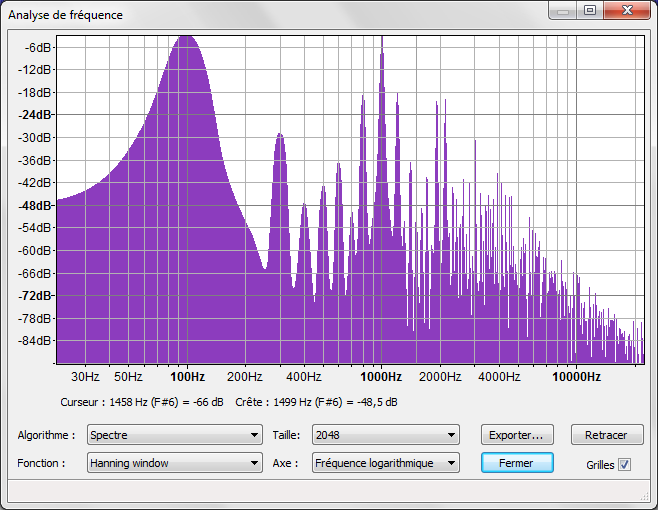 Analyse de fréquence
-6dB
-12dB
-18dB
-24dB
-30dB
-36dB
-42dB
-48dB
-54dB
-60dB
-66dB
-72dB
-78dB
-84dB
30Hz 50Hz 100Hz 200Hz 400Hz 1000Hz 2000Hz 4000Hz 10000Hz
Curseur : 1458 Hz (F#6) = -66 dB Crête : 1499 Hz (F#6) = -48,5 dB
Algorithme : Spectre Taille: 2048 Exporter... Retracer
Fonction : Hanning window Axe : Fréquence logarithmique Fermer Grilles